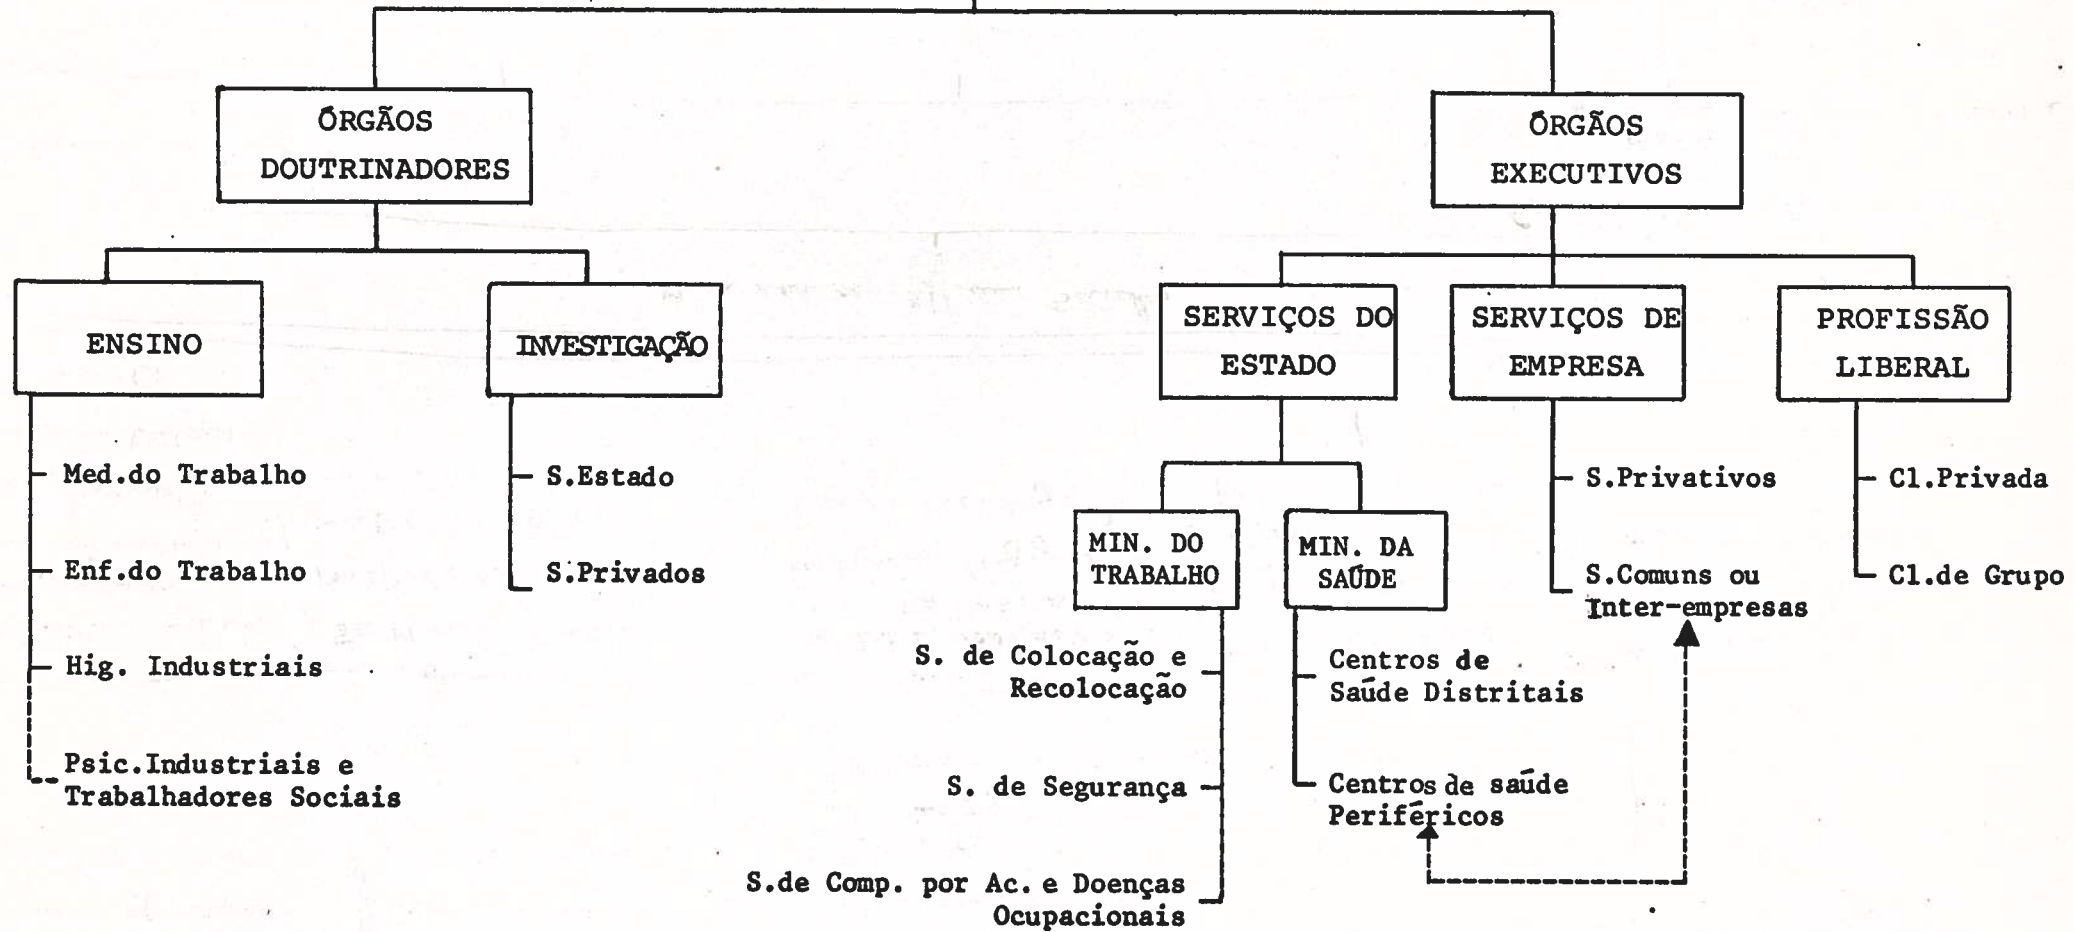 ÓRGÃOS
DOUTRINADORES
ÓRGÃOS
EXECUTIVOS
ENSINO
INVESTIGAÇÃO
SERVIÇOS DO
ESTADO
SERVIÇOS DE
EMPRESA
PROFISSÃO
LIBERAL
Med.do Trabalho
Enf.do Trabalho
Hig. Industriais
Psic.Industriais e
Trabalhadores Sociais
S.Estado
S.Privados
MIN. DO
TRABALHO
MIN. DA
SAÚDE
S. de Colocação e
Recolocação
S. de Segurança
S.de Comp. por Ac. e Doenças
Ocupacionais
Centros de
Saúde Distritais
Centros de saúde
Periféricos
S.Privativos
S.Comuns ou
Inter-empresas
Cl.Privada
Cl.de Grupo